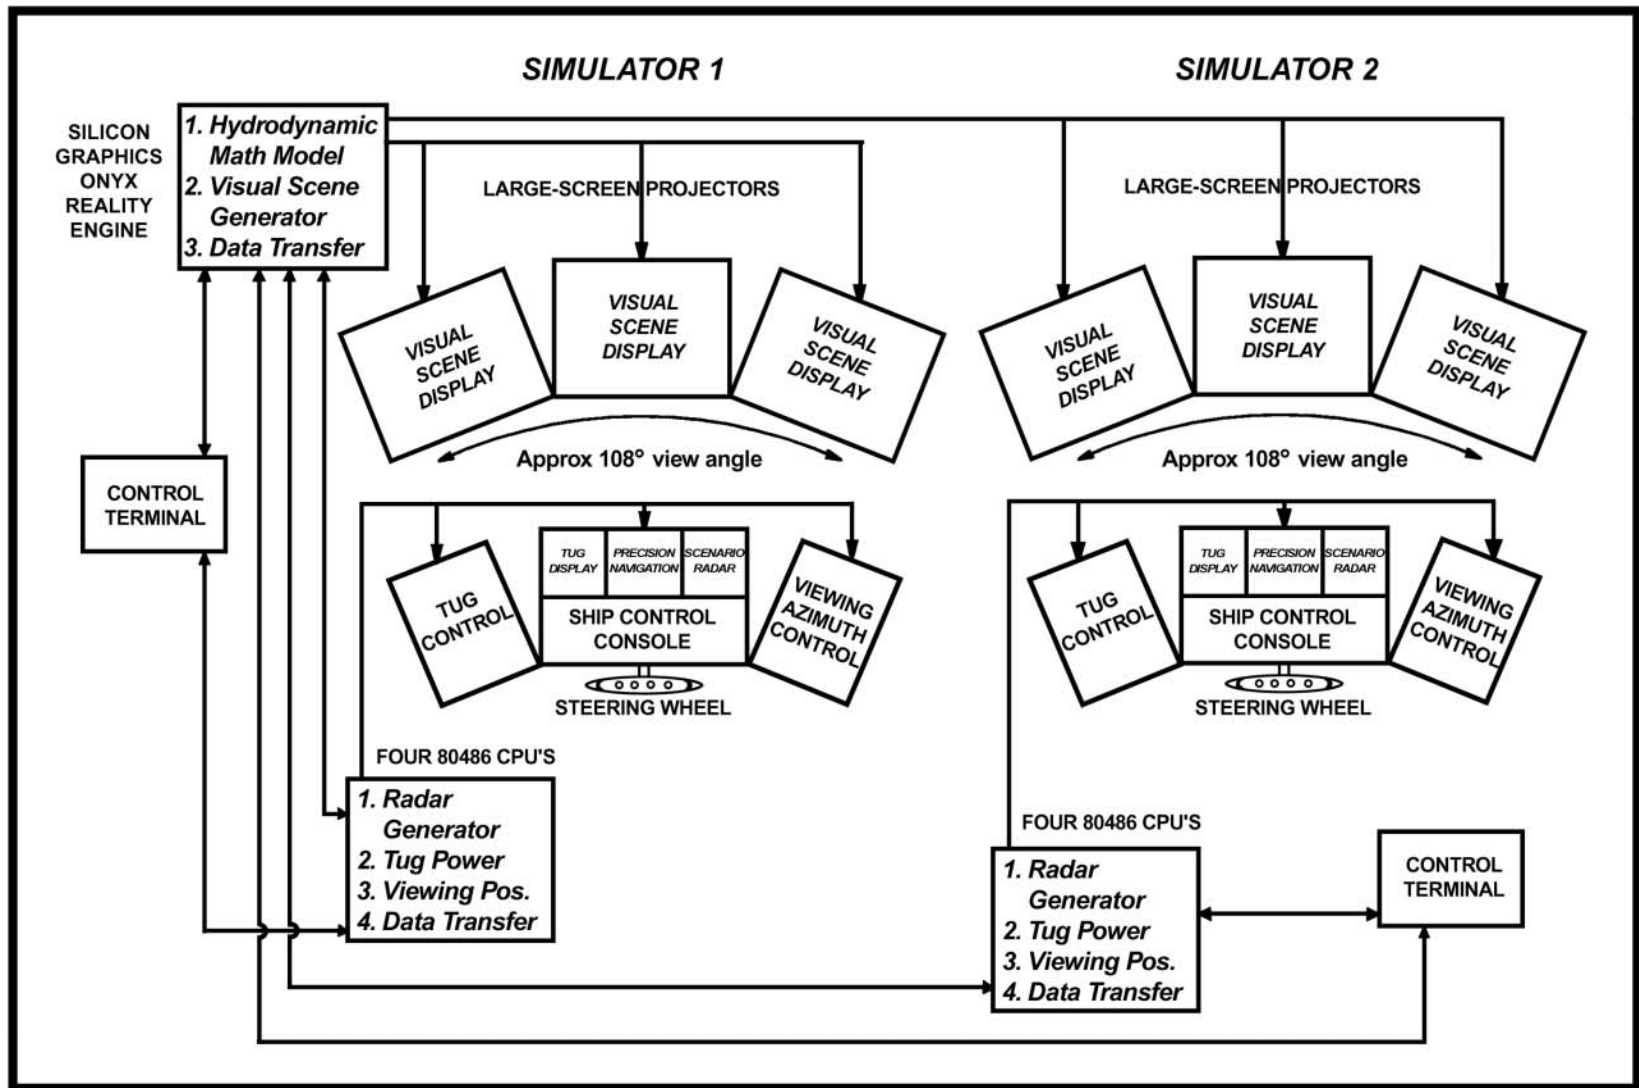 SIMULATOR 1
SIMULATOR 2
SILICON
GRAPHICS
ONYX
REALITY
ENGINE
1. Hydrodynamic
Math Model
2. Visual Scene
Generator
3. Data Transfer
LARGE-SCREEN PROJECTORS
LARGE-SCREEN PROJECTORS
VISUAL
SCENE
DISPLAY
VISUAL
SCENE
DISPLAY
VISUAL
SCENE
DISPLAY
VISUAL
SCENE
DISPLAY
VISUAL
SCENE
DISPLAY
VISUAL
SCENE
DISPLAY
Approx 108° view angle
Approx 108° view angle
CONTROL
TERMINAL
TUG
CONTROL
TUG
DISPLAY
PRECISION
NAVIGATION
SCENARIO
RADAR
SHIP CONTROL
CONSOLE
VIEWING
AZIMUTH
CONTROL
STEERING WHEEL
TUG
CONTROL
TUG
DISPLAY
PRECISION
NAVIGATION
SCENARIO
RADAR
SHIP CONTROL
CONSOLE
VIEWING
AZIMUTH
CONTROL
STEERING WHEEL
FOUR 80486 CPU'S
1. Radar
Generator
2. Tug Power
3. Viewing Pos.
4. Data Transfer
FOUR 80486 CPU'S
1. Radar
Generator
2. Tug Power
3. Viewing Pos.
4. Data Transfer
CONTROL
TERMINAL